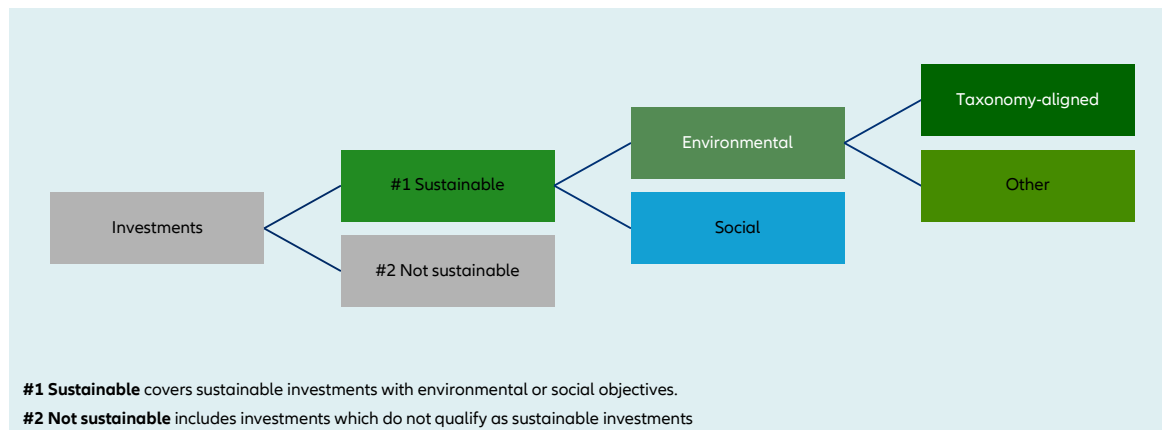 Taxonomy-aligned
Environmental
#1 Sustainable
Other
Investments
Social
#2 Not sustainable
#1 Sustainable covers sustainable investments with environmental or social objectives.
#2 Not sustainable includes investments which do not qualify as sustainable investments